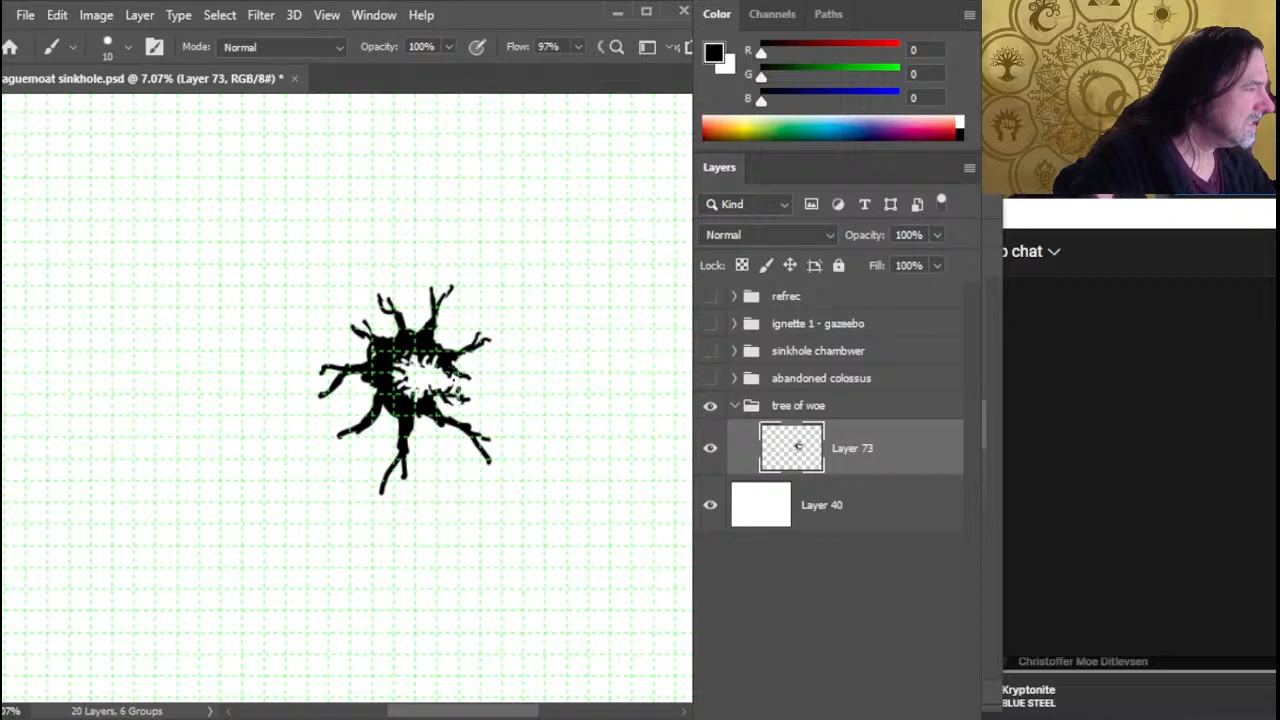 File Edit Image Layer Type Select Filter 3D View Window Help
10 Mode: Normal Opacity: 100% Flow: 97%
aguemoat sinkhole.psd @ 7.07% (Layer 73, RGB/8#) *
Color Channels Paths
R 0
G 0
B 0
Layers
Kind
Normal Opacity: 100%
Lock: Fill: 100%
refrec
ignette 1 - gazeebo
sinkhole chambwer
abandoned colossus
tree of woe
Layer 73
Layer 40
07% 20 Layers, 6 Groups
chat
Christoffer Moe Ditlevsen
Kryptonite
BLUE STEEL